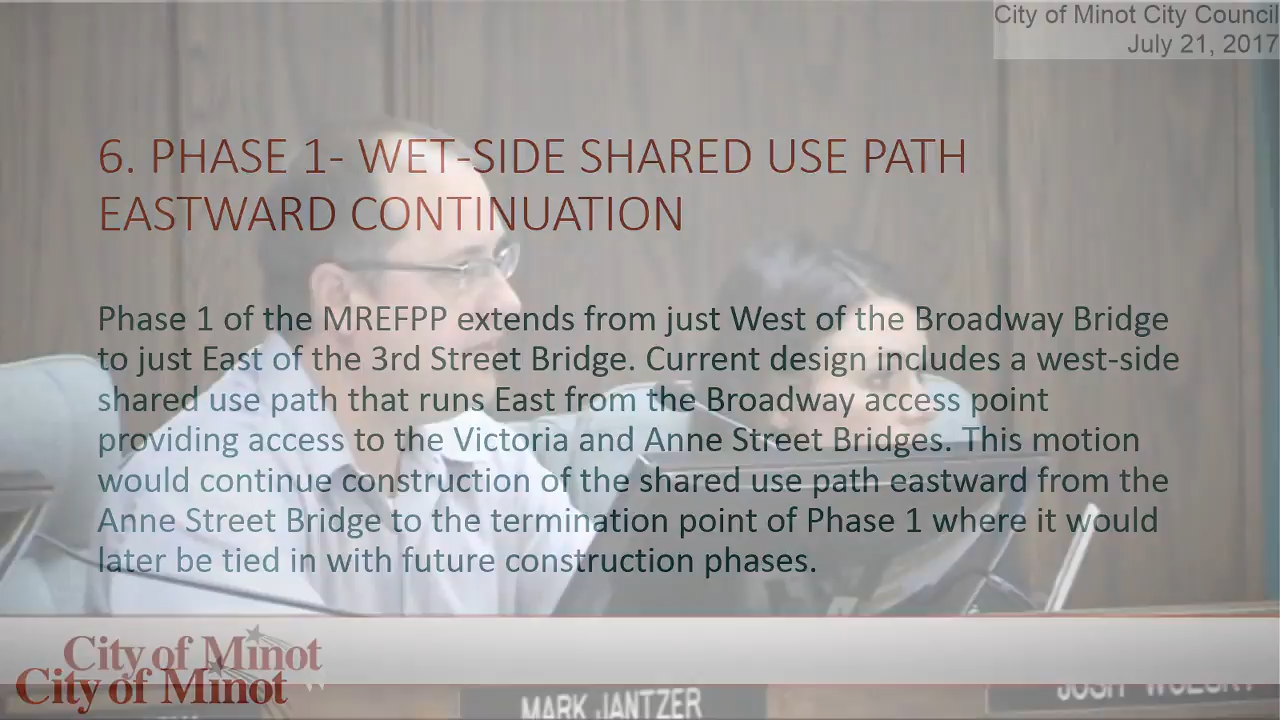 City of Minot City Council
July 21, 2017
6. PHASE 1- WET-SIDE SHARED USE PATH
EASTWARD CONTINUATION
Phase 1 of the MREFPP extends from just West of the Broadway Bridge
to just East of the 3rd Street Bridge. Current design includes a west-side
shared use path that runs East from the Broadway access point
providing access to the Victoria and Anne Street Bridges. This motion
would continue construction of the shared use path eastward from the
Anne Street Bridge to the termination point of Phase 1 where it would
later be tied in with future construction phases.
City of Minot
City of Minot
MARK JANTZER
JOSH WOLSKY